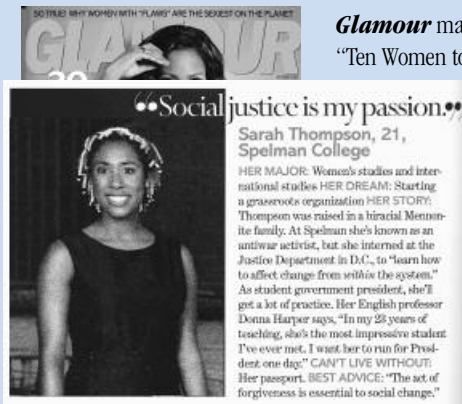 SO TRUE! WHY WOMEN WITH "FLAWS" ARE THE SEXIEST ON THE PLANET
GLAMOUR
30
Glamour ma
“Ten Women to
“Social justice is my passion.”
Sarah Thompson, 21,
Spelman College
HER MAJOR: Women's studies and inter-
national studies HER DREAM: Starting
a grassroots organization HER STORY:
Thompson was raised in a biracial Mennon-
ite family. At Spelman she's known as an
antiwar activist, but she interned at the
Justice Department in D.C., to "learn how
to affect change from within the system."
As student government president, she'll
get a lot of practice. Her English professor
Donna Harper says, "In my 23 years of
teaching, she's the most impressive student
I've ever met. I want her to run for Presi-
dent one day." CAN'T LIVE WITHOUT:
Her passport. BEST ADVICE: "The act of
forgiveness is essential to social change."